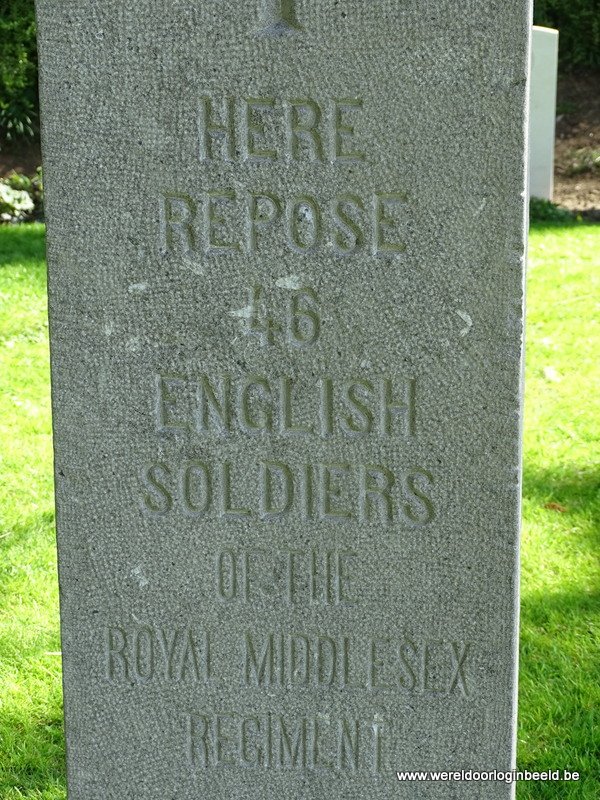 HERE
REPOSE
46
ENGLISH
SOLDIERS
OF THE
ROYAL MIDDLESEX
REGIMENT
www.wereldoorloginbeeld.be